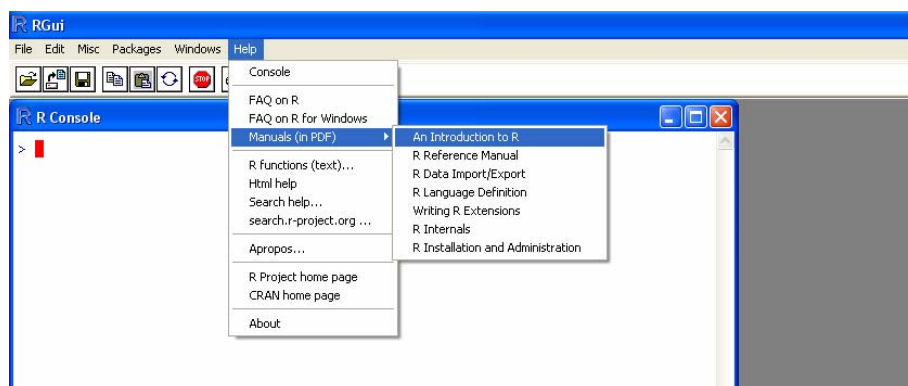 RGui
File Edit Misc Packages Windows Help
STOP
R Console
>
Console
FAQ on R
FAQ on R for Windows
Manuals (in PDF)
R functions (text)...
Html help
Search help...
search.r-project.org ...
Apropos...
R Project home page
CRAN home page
About
An Introduction to R
R Reference Manual
R Data Import/Export
R Language Definition
Writing R Extensions
R Internals
R Installation and Administration